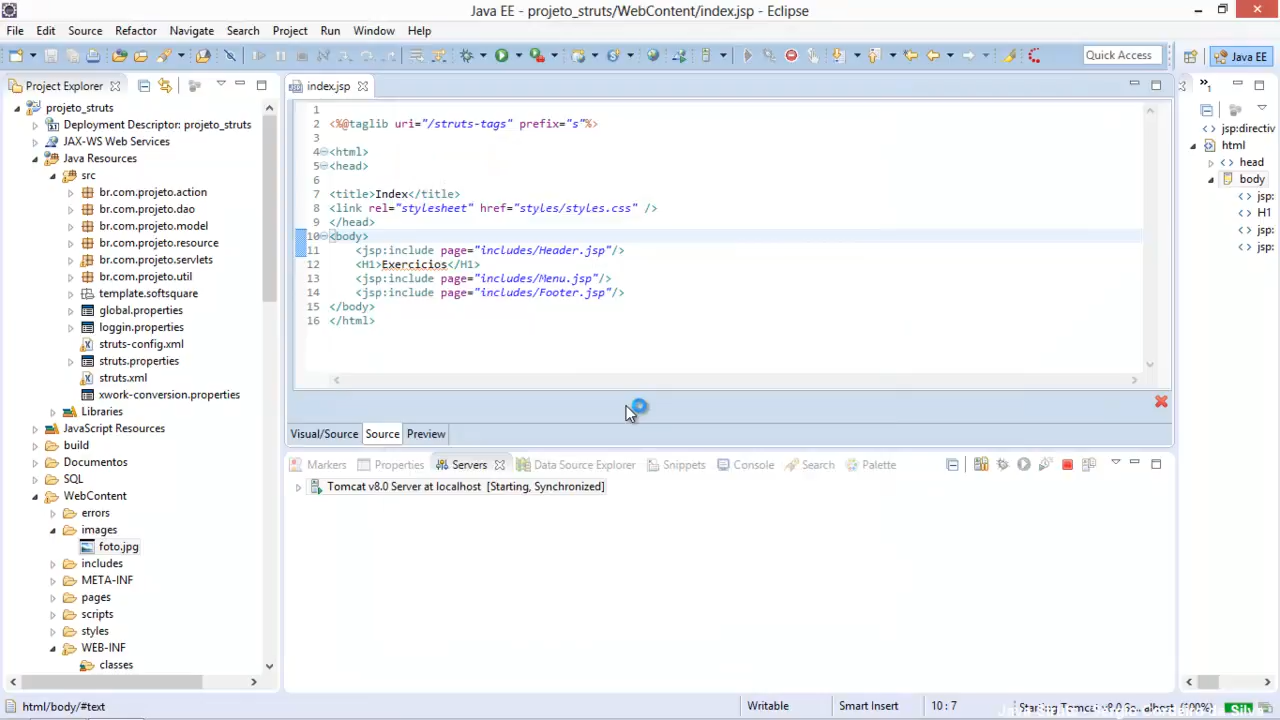 Java EE - projeto_struts/WebContent/index.jsp - Eclipse
File Edit Source Refactor Navigate Search Project Run Window Help
Quick Access
Java EE
Project Explorer
projeto_struts
Deployment Descriptor: projeto_struts
JAX-WS Web Services
Java Resources
src
br.com.projeto.action
br.com.projeto.dao
br.com.projeto.model
br.com.projeto.resource
br.com.projeto.servlets
br.com.projeto.util
template.softsquare
global.properties
loggin.properties
struts-config.xml
struts.properties
struts.xml
xwork-conversion.properties
Libraries
JavaScript Resources
build
Documentos
SQL
WebContent
errors
images
foto.jpg
includes
META-INF
pages
scripts
styles
WEB-INF
classes
index.jsp
1
2 <%@taglib uri="/struts-tags" prefix="s"%>
3
4 <html>
5 <head>
6
7 <title>Index</title>
8 <link rel="stylesheet" href="styles/styles.css" />
9 </head>
10 <body>
11 <jsp:include page="includes/Header.jsp"/>
12 <H1>Exercicios</H1>
13 <jsp:include page="includes/Menu.jsp"/>
14 <jsp:include page="includes/Footer.jsp"/>
15 </body>
16 </html>
Visual/Source Source Preview
Markers Properties Servers Data Source Explorer Snippets Console Search Palette
Tomcat v8.0 Server at localhost [Starting, Synchronized]
1
jsp:directiv
html
head
body
jsp:
H1
jsp:
jsp:
html/body/#text
Writable
Smart Insert
10 : 7